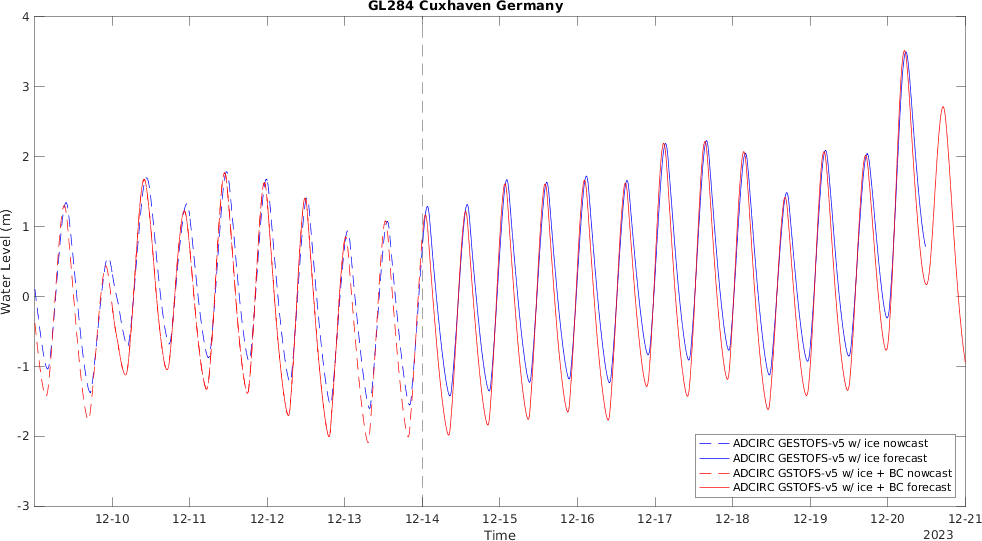 GL284 Cuxhaven Germany
4
3
2
1
0
-1
-2
-3
Water Level (m)
ADCIRC GESTOFS-v5 w/ ice nowcast
ADCIRC GESTOFS-v5 w/ ice forecast
ADCIRC GSTOFS-v5 w/ ice + BC nowcast
ADCIRC GSTOFS-v5 w/ ice + BC forecast
12-10 12-11 12-12 12-13 12-14 12-15 12-16 12-17 12-18 12-19 12-20 12-21
Time 2023